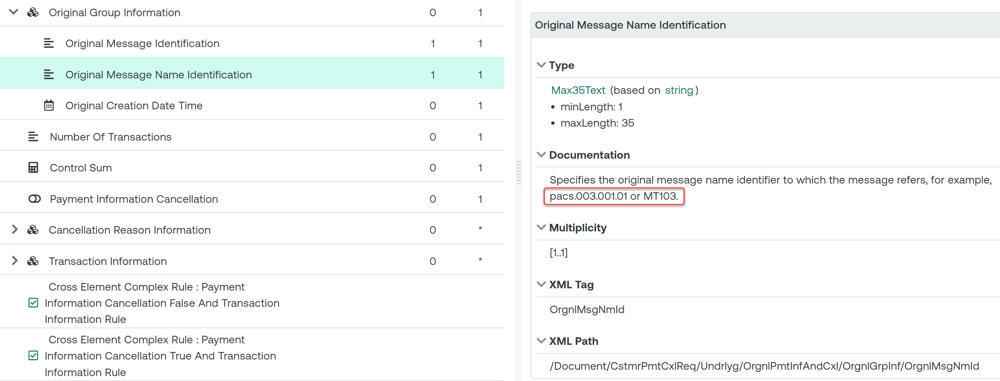 Original Group Information 0 1
Original Message Identification 1 1
Original Message Name Identification 1 1
Original Creation Date Time 0 1
Number Of Transactions 0 1
Control Sum 0 1
Payment Information Cancellation 0 1
Cancellation Reason Information 0 *
Transaction Information 0 *
Cross Element Complex Rule : Payment
Information Cancellation False And Transaction
Information Rule
Cross Element Complex Rule : Payment
Information Cancellation True And Transaction
Information Rule
Original Message Name Identification
Type
Max35Text (based on string)
• minLength: 1
• maxLength: 35
Documentation
Specifies the original message name identifier to which the message refers, for example,
pacs.003.001.01 or MT103.
Multiplicity
[1..1]
XML Tag
OrgnlMsgNmId
XML Path
/Document/CstmrPmtCxlReq/Undrlyg/OrgnlPmtInfAndCxl/OrgnlGrpInf/OrgnlMsgNmId